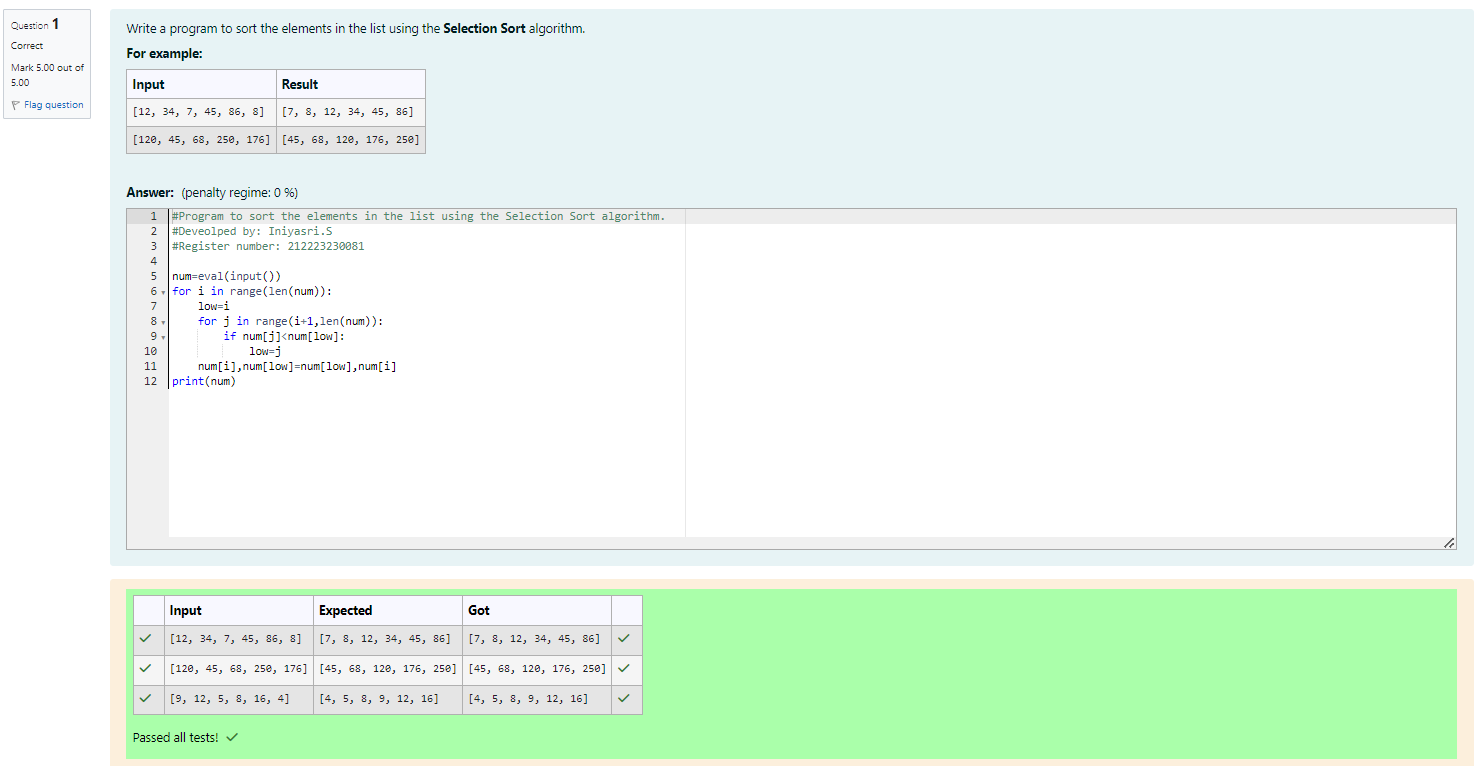 Question 1
Correct
Mark 5.00 out of
5.00
Flag question
Write a program to sort the elements in the list using the Selection Sort algorithm.
For example:
Input Result
[12, 34, 7, 45, 86, 8] [7, 8, 12, 34, 45, 86]
[120, 45, 68, 250, 176] [45, 68, 120, 176, 250]
Answer: (penalty regime: 0 %)
1 #Program to sort the elements in the list using the Selection Sort algorithm.
2 #Deveolped by: Iniyasri.S
3 #Register number: 212223230081
4
5 num=eval(input())
6 for i in range(len(num)):
7     low=i
8     for j in range(i+1,len(num)):
9         if num[j]<num[low]:
10             low=j
11     num[i],num[low]=num[low],num[i]
12 print(num)
Input Expected Got
[12, 34, 7, 45, 86, 8] [7, 8, 12, 34, 45, 86] [7, 8, 12, 34, 45, 86]
[120, 45, 68, 250, 176] [45, 68, 120, 176, 250] [45, 68, 120, 176, 250]
[9, 12, 5, 8, 16, 4] [4, 5, 8, 9, 12, 16] [4, 5, 8, 9, 12, 16]
Passed all tests!